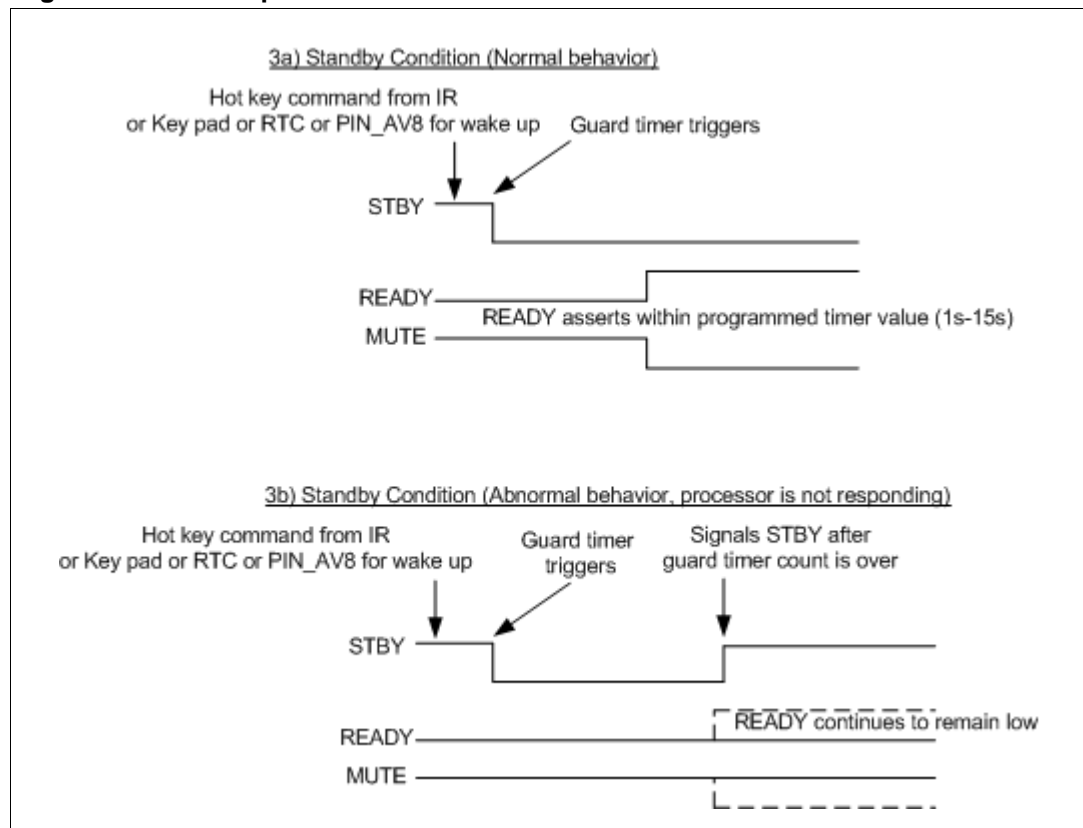 3a) Standby Condition (Normal behavior)
Hot key command from IR
or Key pad or RTC or PIN_AV8 for wake up
Guard timer triggers
STBY
READY
READY asserts within programmed timer value (1s-15s)
MUTE
3b) Standby Condition (Abnormal behavior, processor is not responding)
Hot key command from IR
or Key pad or RTC or PIN_AV8 for wake up
Guard timer
triggers
Signals STBY after
guard timer count is over
STBY
READY
READY continues to remain low
MUTE